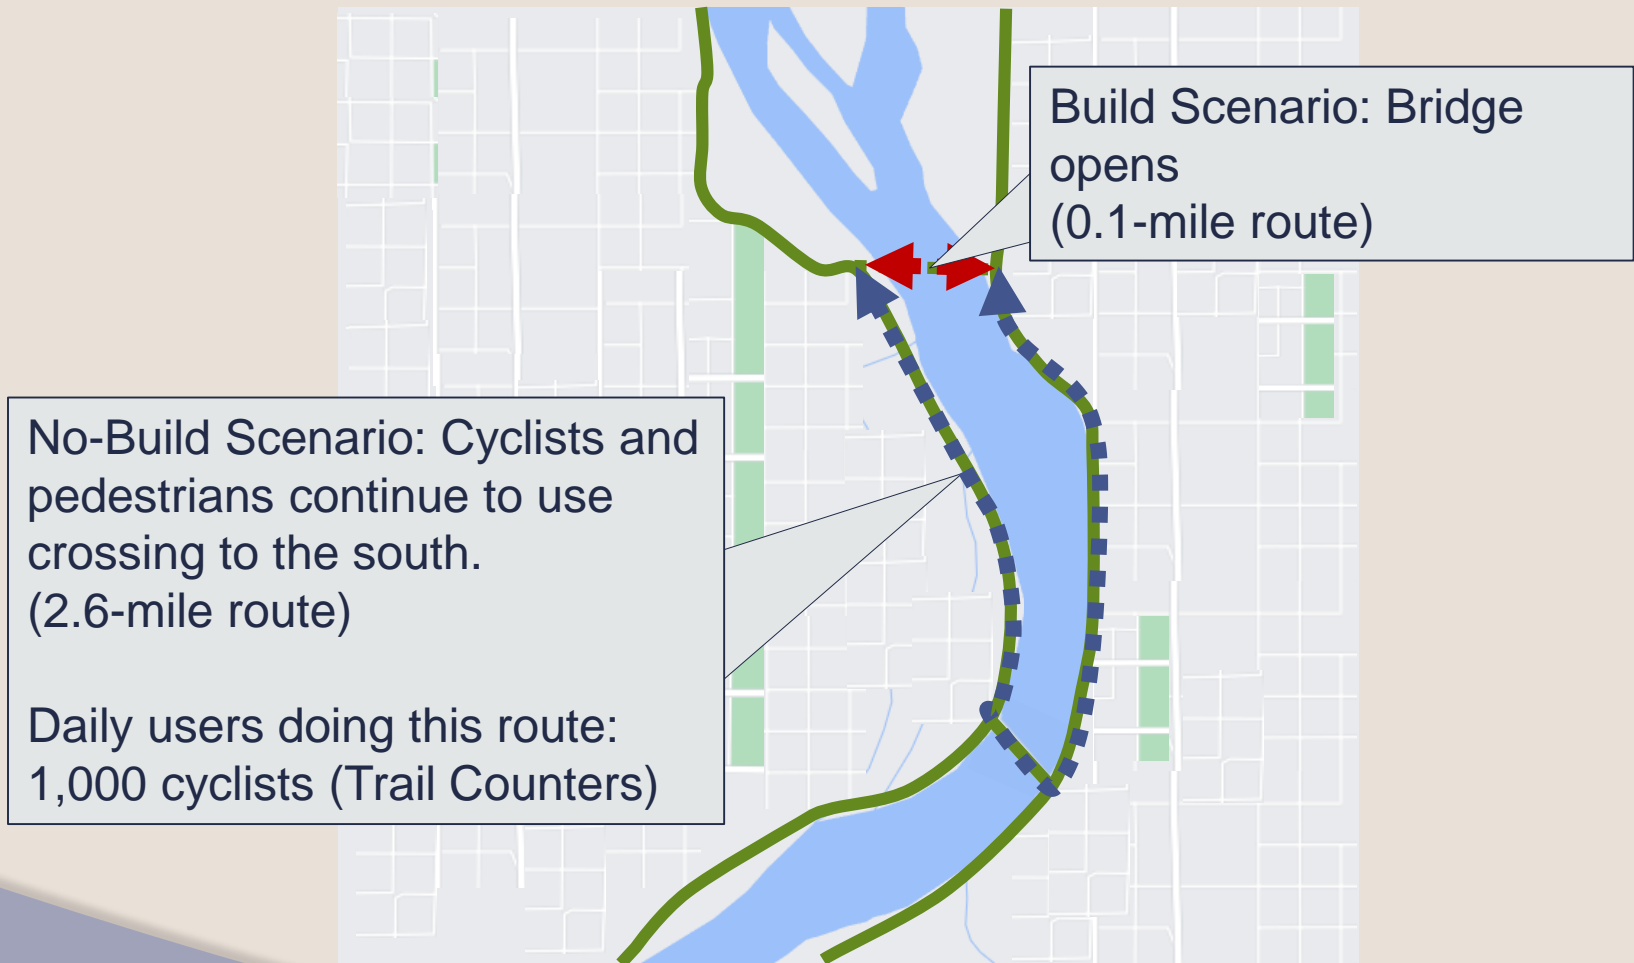 Build Scenario: Bridge
opens
(0.1-mile route)
No-Build Scenario: Cyclists and
pedestrians continue to use
crossing to the south.
(2.6-mile route)
Daily users doing this route:
1,000 cyclists (Trail Counters)